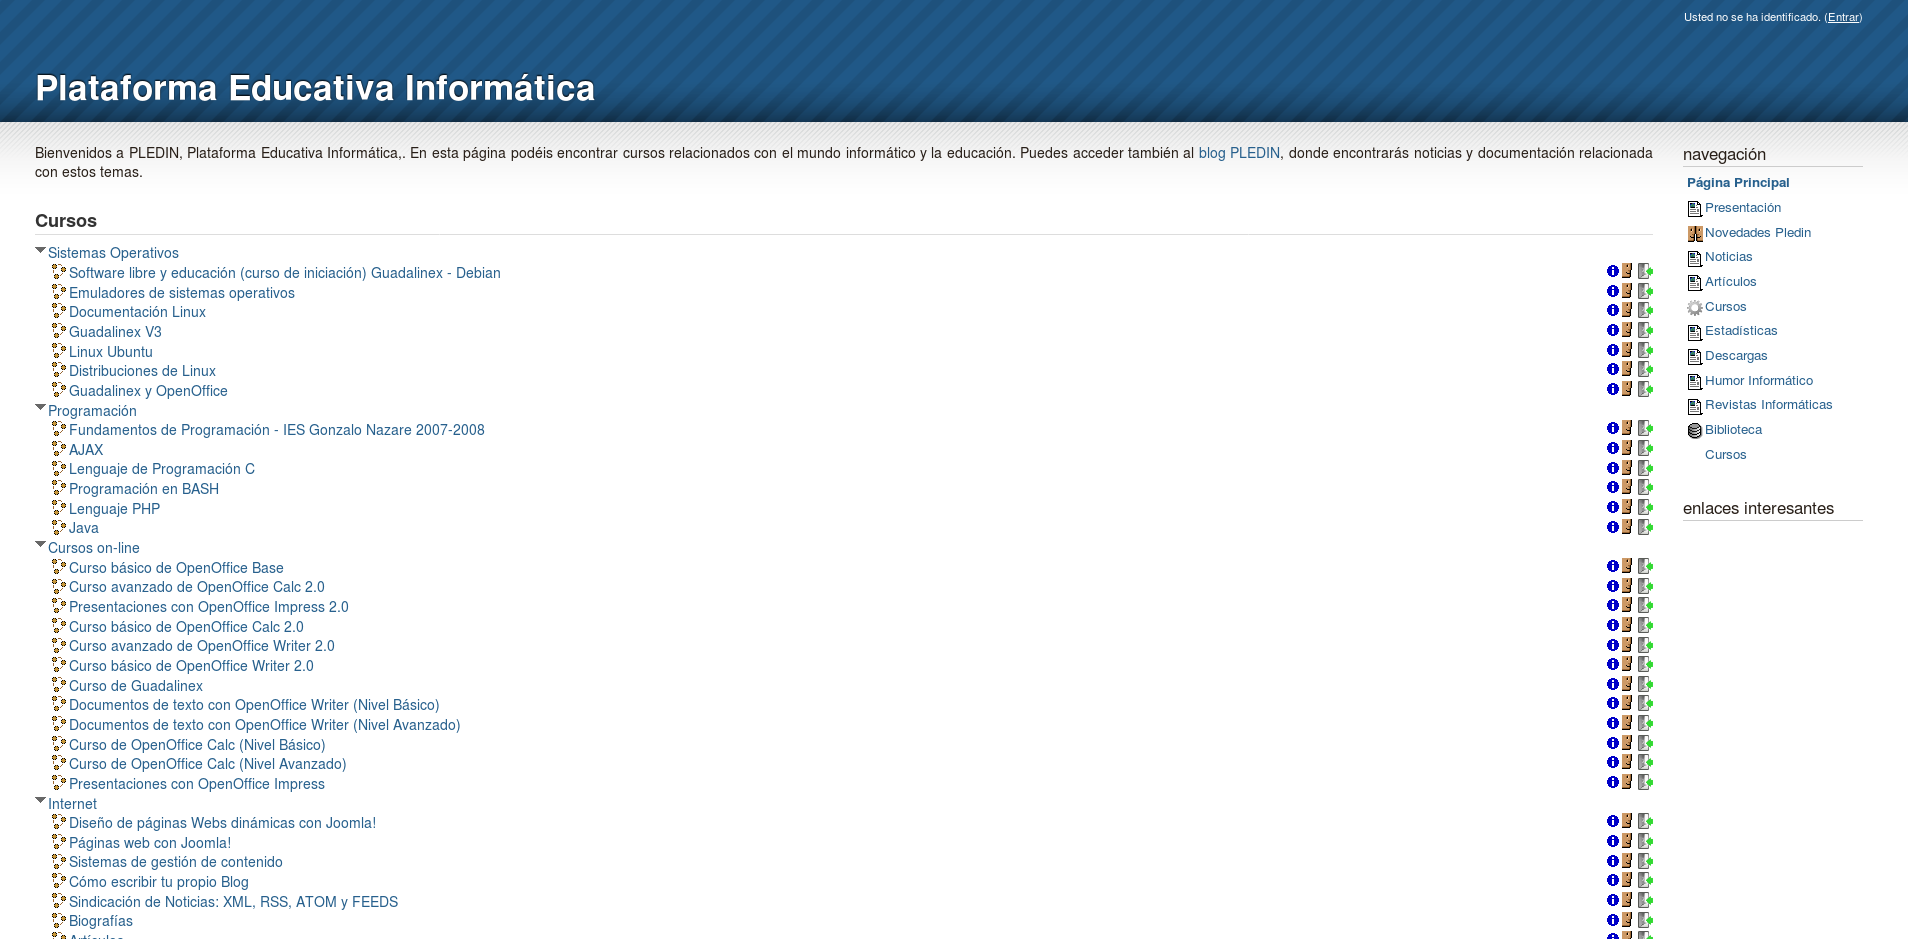 Usted no se ha identificado. (Entrar)
Plataforma Educativa Informática
Bienvenidos a PLEDIN, Plataforma Educativa Informática,. En esta página podéis encontrar cursos relacionados con el mundo informático y la educación. Puedes acceder también al blog PLEDIN, donde encontrarás noticias y documentación relacionada
con estos temas.
Cursos
Sistemas Operativos
Software libre y educación (curso de iniciación) Guadalinex - Debian
Emuladores de sistemas operativos
Documentación Linux
Guadalinex V3
Linux Ubuntu
Distribuciones de Linux
Guadalinex y OpenOffice
Programación
Fundamentos de Programación - IES Gonzalo Nazare 2007-2008
AJAX
Lenguaje de Programación C
Programación en BASH
Lenguaje PHP
Java
Cursos on-line
Curso básico de OpenOffice Base
Curso avanzado de OpenOffice Calc 2.0
Presentaciones con OpenOffice Impress 2.0
Curso básico de OpenOffice Calc 2.0
Curso avanzado de OpenOffice Writer 2.0
Curso básico de OpenOffice Writer 2.0
Curso de Guadalinex
Documentos de texto con OpenOffice Writer (Nivel Básico)
Documentos de texto con OpenOffice Writer (Nivel Avanzado)
Curso de OpenOffice Calc (Nivel Básico)
Curso de OpenOffice Calc (Nivel Avanzado)
Presentaciones con OpenOffice Impress
Internet
Diseño de páginas Webs dinámicas con Joomla!
Páginas web con Joomla!
Sistemas de gestión de contenido
Cómo escribir tu propio Blog
Sindicación de Noticias: XML, RSS, ATOM y FEEDS
Biografías
Artículos
navegación
Página Principal
Presentación
Novedades Pledin
Noticias
Artículos
Cursos
Estadísticas
Descargas
Humor Informático
Revistas Informáticas
Biblioteca
Cursos
enlaces interesantes